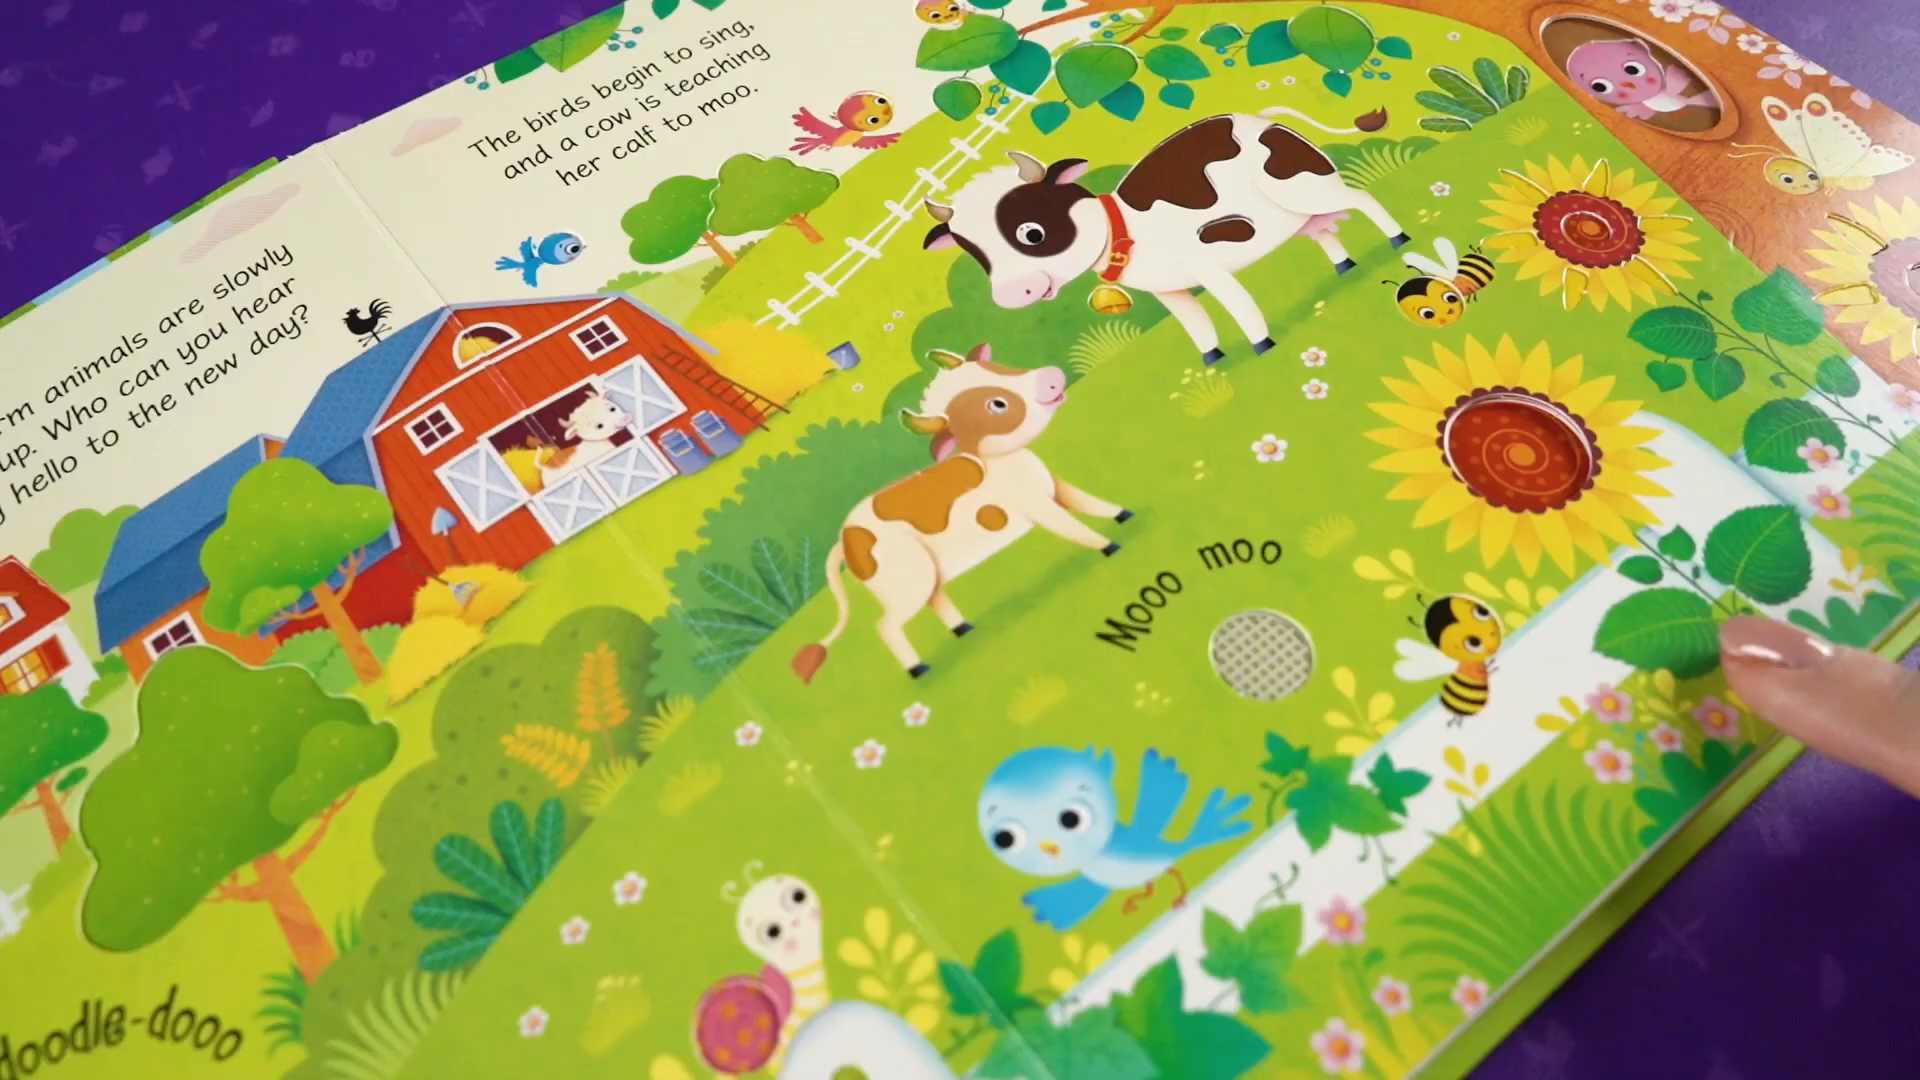 animals are slowly
up. Who can you hear
hello to the new day?
The birds begin to sing,
and a cow is teaching
her calf to moo.
Mooo moo
doodle-dooo